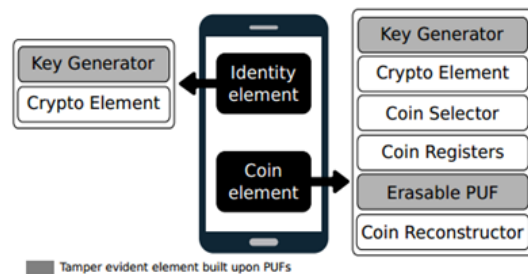 Key Generator
Crypto Element
Identity
element
Coin
element
Key Generator
Crypto Element
Coin Selector
Coin Registers
Erasable PUF
Coin Reconstructor
Tamper evident element built upon PUFs